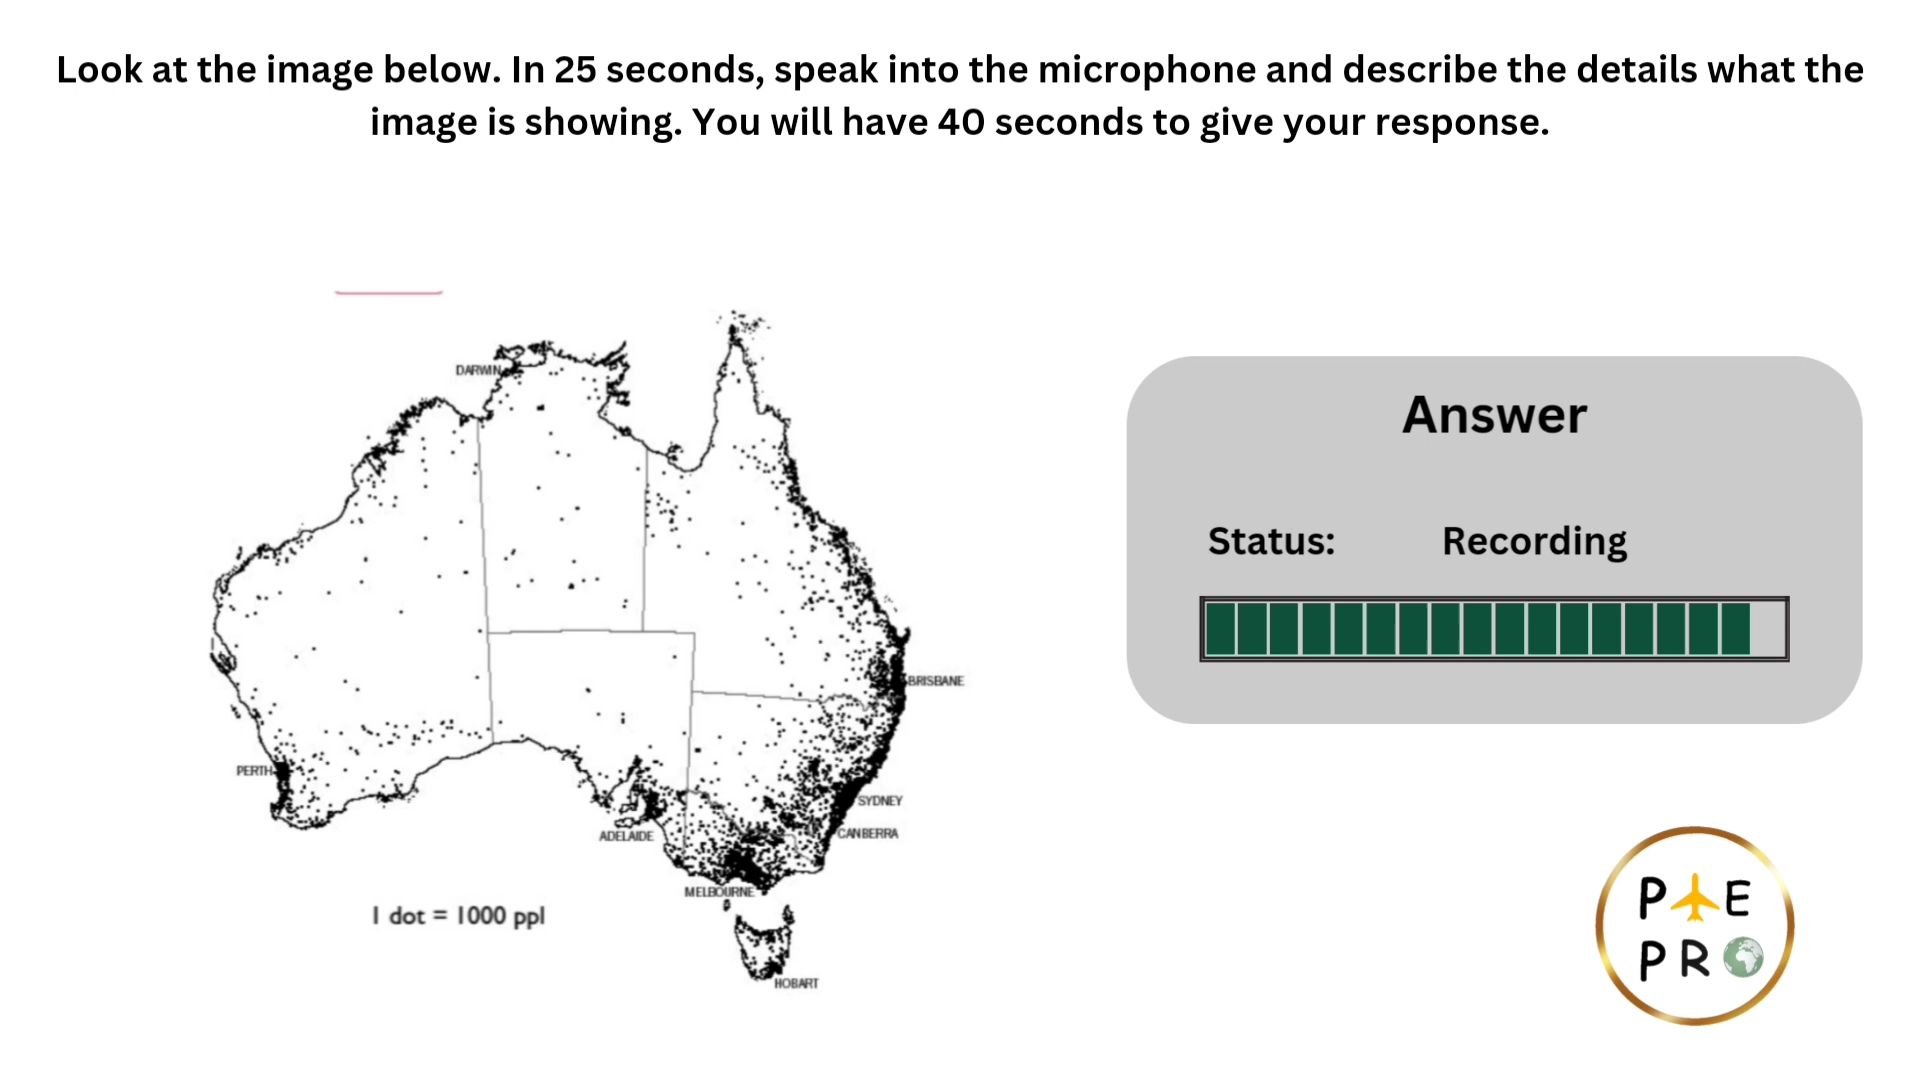 Look at the image below. In 25 seconds, speak into the microphone and describe the details what the
image is showing. You will have 40 seconds to give your response.
DARWIN
BRISBANE
PERTH
SYDNEY
ADELAIDE
CANBERRA
MELBOURNE
1 dot = 1000 ppl
HOBART
Answer
Status: Recording
P E
PR